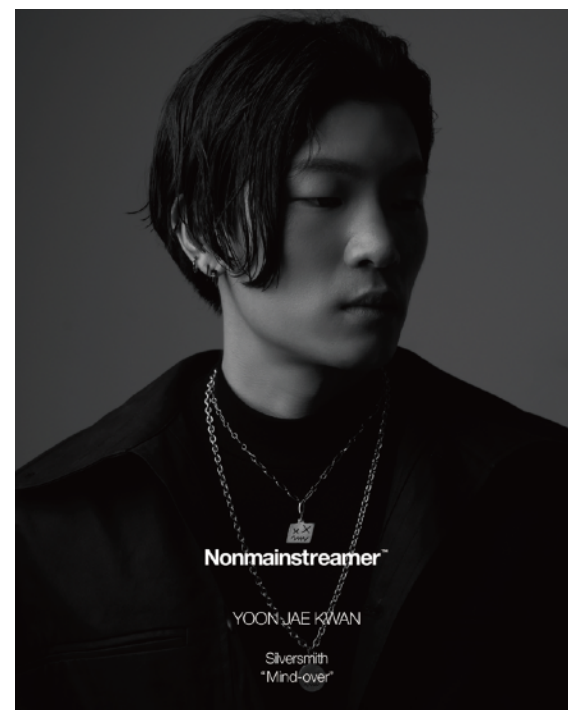 Nonmainstreamer™
YOON JAE KWAN
Silversmith
“Mind-over”